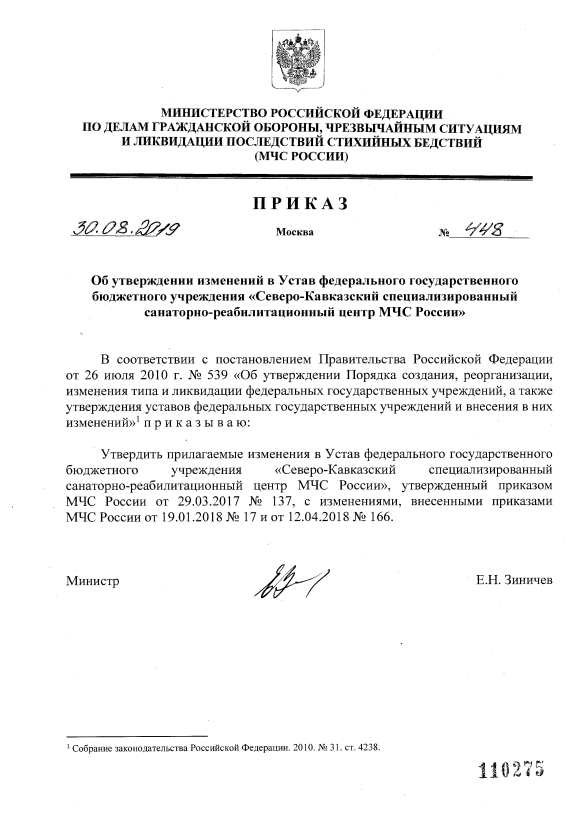 МИНИСТЕРСТВО РОССИЙСКОЙ ФЕДЕРАЦИИ
ПО ДЕЛАМ ГРАЖДАНСКОЙ ОБОРОНЫ, ЧРЕЗВЫЧАЙНЫМ СИТУАЦИЯМ
И ЛИКВИДАЦИИ ПОСЛЕДСТВИЙ СТИХИЙНЫХ БЕДСТВИЙ
(МЧС РОССИИ)
ПРИКАЗ
30.08.2019 Москва № 448
Об утверждении изменений в Устав федерального государственного
бюджетного учреждения «Северо-Кавказский специализированный
санаторно-реабилитационный центр МЧС России»
В соответствии с постановлением Правительства Российской Федерации
от 26 июля 2010 г. № 539 «Об утверждении Порядка создания, реорганизации,
изменения типа и ликвидации федеральных государственных учреждений, а также
утверждения уставов федеральных государственных учреждений и внесения в них
изменений»¹ п р и к а з ы в а ю:
Утвердить прилагаемые изменения в Устав федерального государственного
бюджетного учреждения «Северо-Кавказский специализированный
санаторно-реабилитационный центр МЧС России», утвержденный приказом
МЧС России от 29.03.2017 № 137, с изменениями, внесенными приказами
МЧС России от 19.01.2018 № 17 и от 12.04.2018 № 166.
Министр Е.Н. Зиничев
¹ Собрание законодательства Российской Федерации. 2010. № 31. ст. 4238.
110275